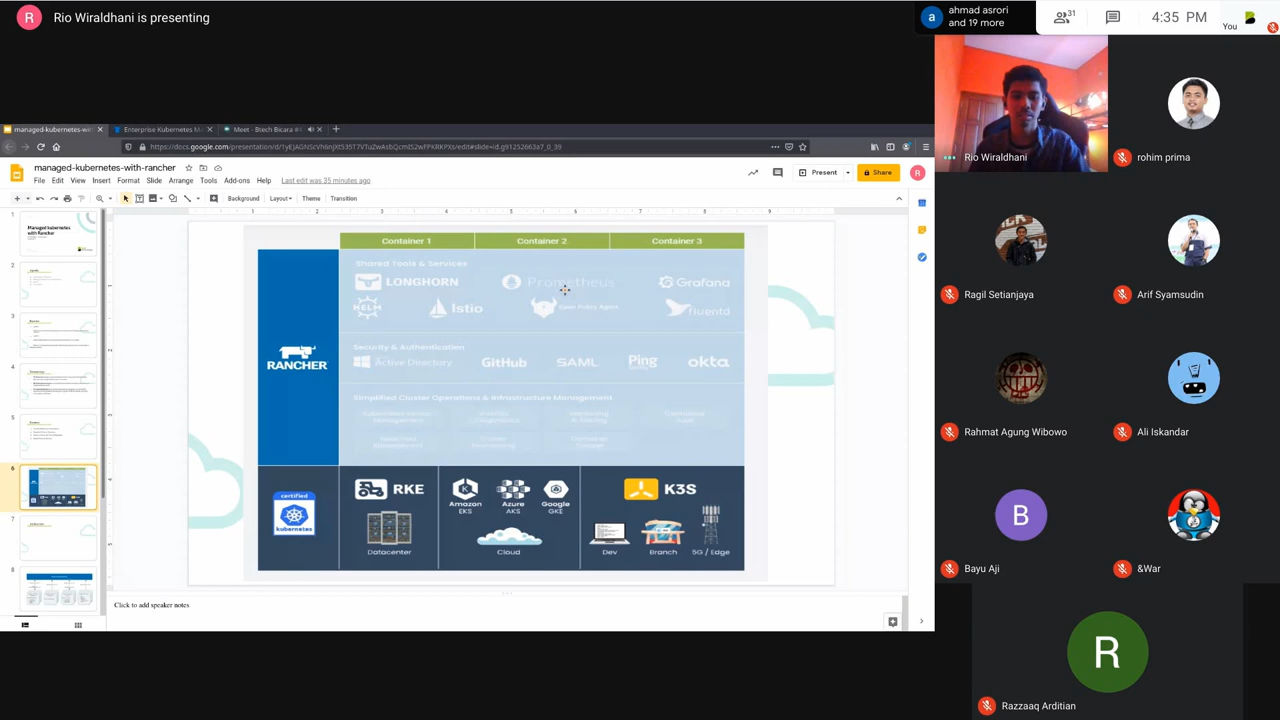 Rio Wiraldhani is presenting
ahmad asrori
and 19 more
31
4:35 PM
You
managed-kubernetes-wit
Enterprise Kubernetes M
Meet - Btech Bicara #
managed-kubernetes-with-rancher
File Edit View Insert Format Slide Arrange Tools Add-ons Help Last edit was 35 minutes ago
Present
Share
R
Background Layout Theme Transition
Managed kubernetes
with Rancher
Container 1 Container 2 Container 3
Shared Tools & Services
LONGHORN Prometheus Grafana
HELM Istio Open Policy Agent fluentd
RANCHER
Security & Authentication
Active Directory GitHub SAML Ping okta
Simplified Cluster Operations & Infrastructure Management
certified
kubernetes
RKE
Datacenter
Amazon
EKS
Azure
AKS
Google
GKE
Cloud
K3S
Dev Branch 5G / Edge
Click to add speaker notes
Rio Wiraldhani
rohim prima
Ragil Setianjaya
Arif Syamsudin
Rahmat Agung Wibowo
Ali Iskandar
B
Bayu Aji
&War
R
Razzaaq Arditian